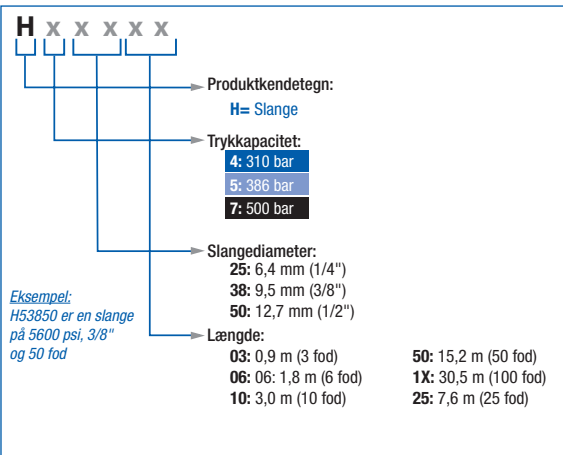 H x x x x x
Produktkendetegn:
H= Slange
Trykkapacitet:
4: 310 bar
5: 386 bar
7: 500 bar
Slangediameter:
25: 6,4 mm (1/4")
38: 9,5 mm (3/8")
50: 12,7 mm (1/2")
Eksempel:
H53850 er en slange
på 5600 psi, 3/8"
og 50 fod
Længde:
03: 0,9 m (3 fod)
06: 06: 1,8 m (6 fod)
10: 3,0 m (10 fod)
50: 15,2 m (50 fod)
1X: 30,5 m (100 fod)
25: 7,6 m (25 fod)